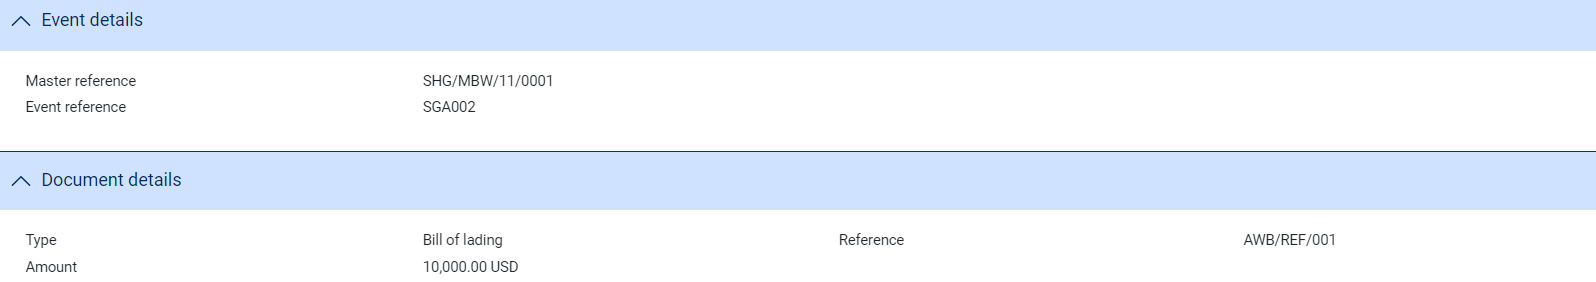 Event details
Master reference SHG/MBW/11/0001
Event reference SGA002
Document details
Type Bill of lading Reference AWB/REF/001
Amount 10,000.00 USD